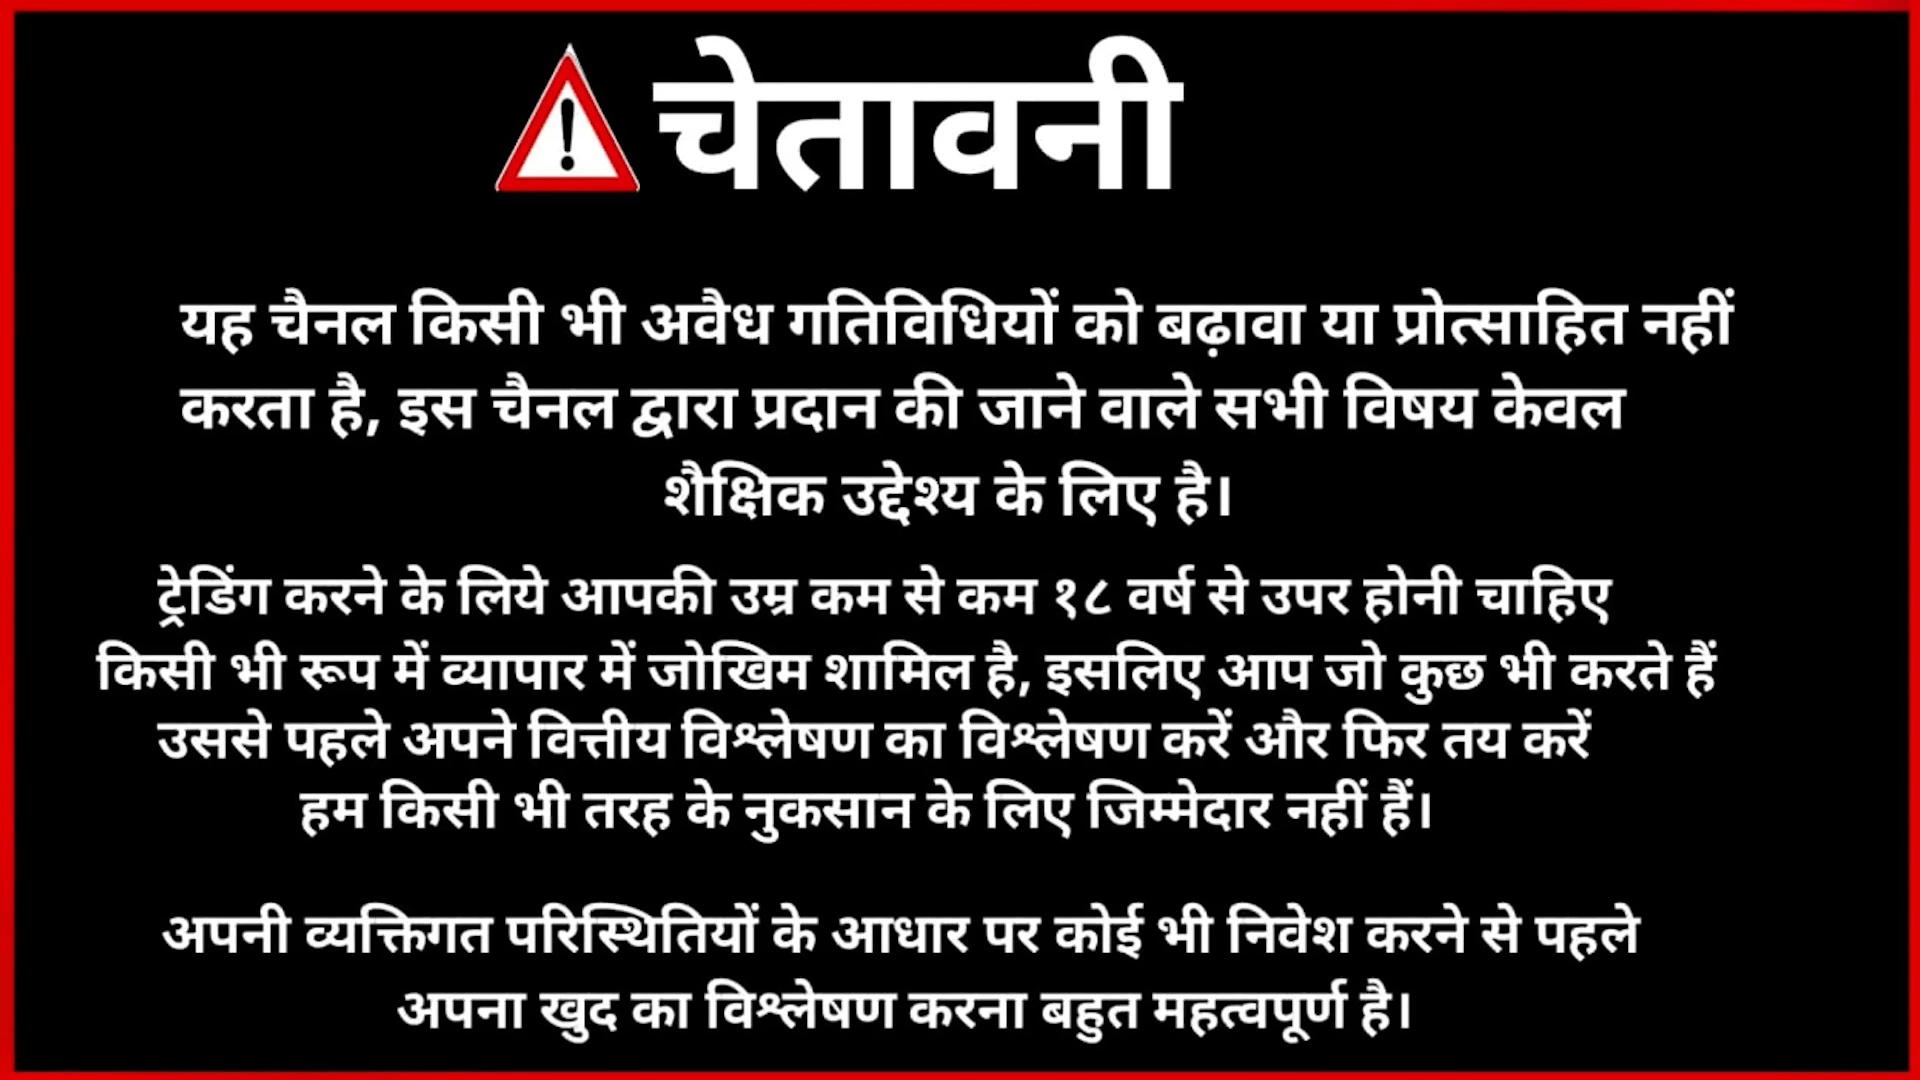 चेतावनी
यह चैनल किसी भी अवैध गतिविधियों को बढ़ावा या प्रोत्साहित नहीं
करता है, इस चैनल द्वारा प्रदान की जाने वाले सभी विषय केवल
शैक्षिक उद्देश्य के लिए है।
ट्रेडिंग करने के लिये आपकी उम्र कम से कम १८ वर्ष से उपर होनी चाहिए
किसी भी रूप में व्यापार में जोखिम शामिल है, इसलिए आप जो कुछ भी करते हैं
उससे पहले अपने वित्तीय विश्लेषण का विश्लेषण करें और फिर तय करें
हम किसी भी तरह के नुकसान के लिए जिम्मेदार नहीं हैं।
अपनी व्यक्तिगत परिस्थितियों के आधार पर कोई भी निवेश करने से पहले
अपना खुद का विश्लेषण करना बहुत महत्वपूर्ण है।